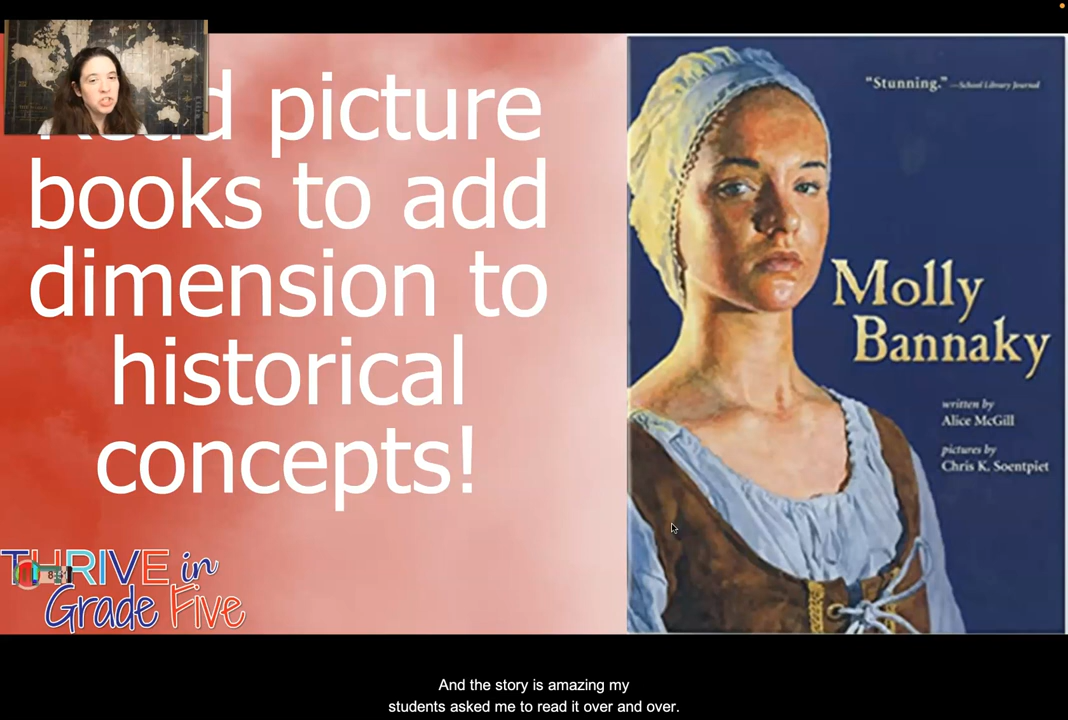 Read picture
books to add
dimension to
historical
concepts!
THRIVE in
Grade Five
“Stunning.” —School Library Journal
Molly
Bannaky
written by
Alice McGill
pictures by
Chris K. Soentpiet
And the story is amazing my
students asked me to read it over and over.